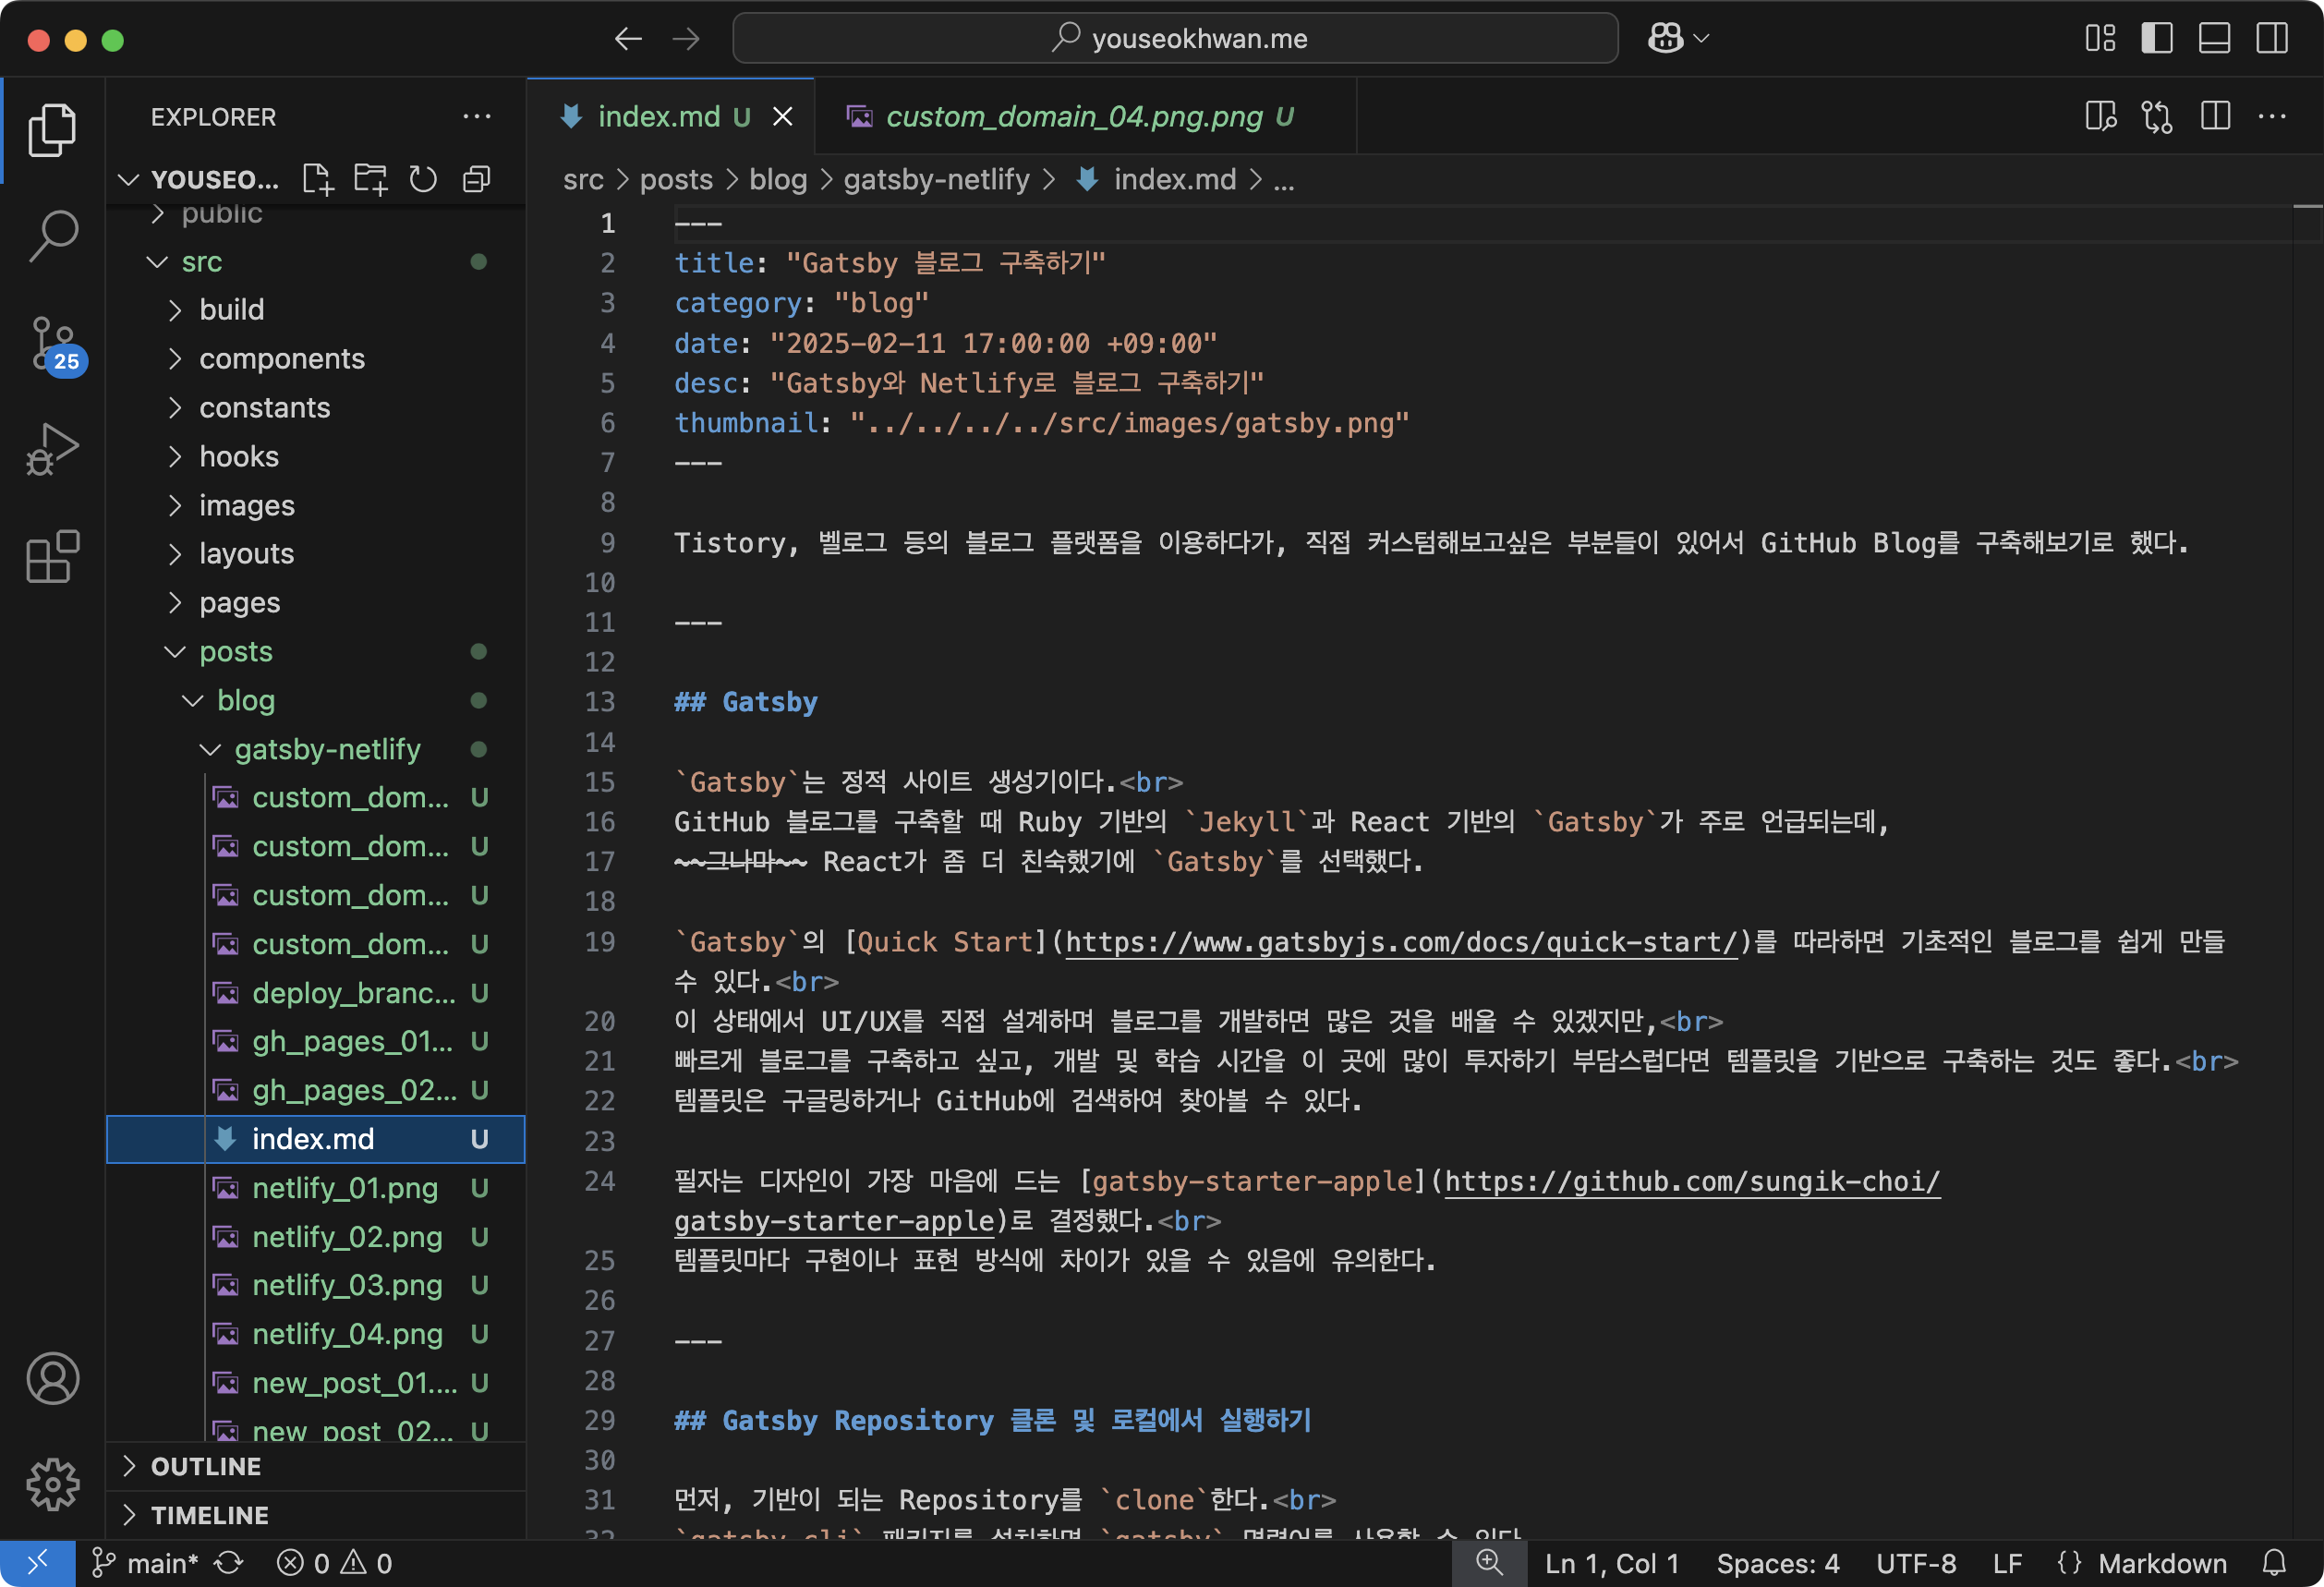 youseokhwan.me
EXPLORER
index.md U
custom_domain_04.png.png U
YOUSEO...
src > posts > blog > gatsby-netlify > index.md > ...
public
src
build
components
constants
hooks
images
layouts
pages
posts
blog
gatsby-netlify
custom_dom... U
custom_dom... U
custom_dom... U
custom_dom... U
deploy_branc... U
gh_pages_01... U
gh_pages_02... U
index.md U
netlify_01.png U
netlify_02.png U
netlify_03.png U
netlify_04.png U
new_post_01.... U
new_post_02... U
OUTLINE
TIMELINE
25
1 ---
2 title: "Gatsby 블로그 구축하기"
3 category: "blog"
4 date: "2025-02-11 17:00:00 +09:00"
5 desc: "Gatsby와 Netlify로 블로그 구축하기"
6 thumbnail: "../../../../src/images/gatsby.png"
7 ---
8
9 Tistory, 벨로그 등의 블로그 플랫폼을 이용하다가, 직접 커스텀해보고싶은 부분들이 있어서 GitHub Blog를 구축해보기로 했다.
10
11 ---
12
13 ## Gatsby
14
15 `Gatsby`는 정적 사이트 생성기이다.<br>
16 GitHub 블로그를 구축할 때 Ruby 기반의 `Jekyll`과 React 기반의 `Gatsby`가 주로 언급되는데,
17 ~~그나마~~ React가 좀 더 친숙했기에 `Gatsby`를 선택했다.
18
19 `Gatsby`의 [Quick Start](https://www.gatsbyjs.com/docs/quick-start/)를 따라하면 기초적인 블로그를 쉽게 만들
수 있다.<br>
20 이 상태에서 UI/UX를 직접 설계하며 블로그를 개발하면 많은 것을 배울 수 있겠지만,<br>
21 빠르게 블로그를 구축하고 싶고, 개발 및 학습 시간을 이 곳에 많이 투자하기 부담스럽다면 템플릿을 기반으로 구축하는 것도 좋다.<br>
22 템플릿은 구글링하거나 GitHub에 검색하여 찾아볼 수 있다.
23
24 필자는 디자인이 가장 마음에 드는 [gatsby-starter-apple](https://github.com/sungik-choi/
gatsby-starter-apple)로 결정했다.<br>
25 템플릿마다 구현이나 표현 방식에 차이가 있을 수 있음에 유의한다.
26
27 ---
28
29 ## Gatsby Repository 클론 및 로컬에서 실행하기
30
31 먼저, 기반이 되는 Repository를 `clone`한다.<br>
32 `gatsby-cli` 패키지를 설치하면 `gatsby` 명령어를 사용할 수 있다.
main* 0 0
Ln 1, Col 1 Spaces: 4 UTF-8 LF {} Markdown